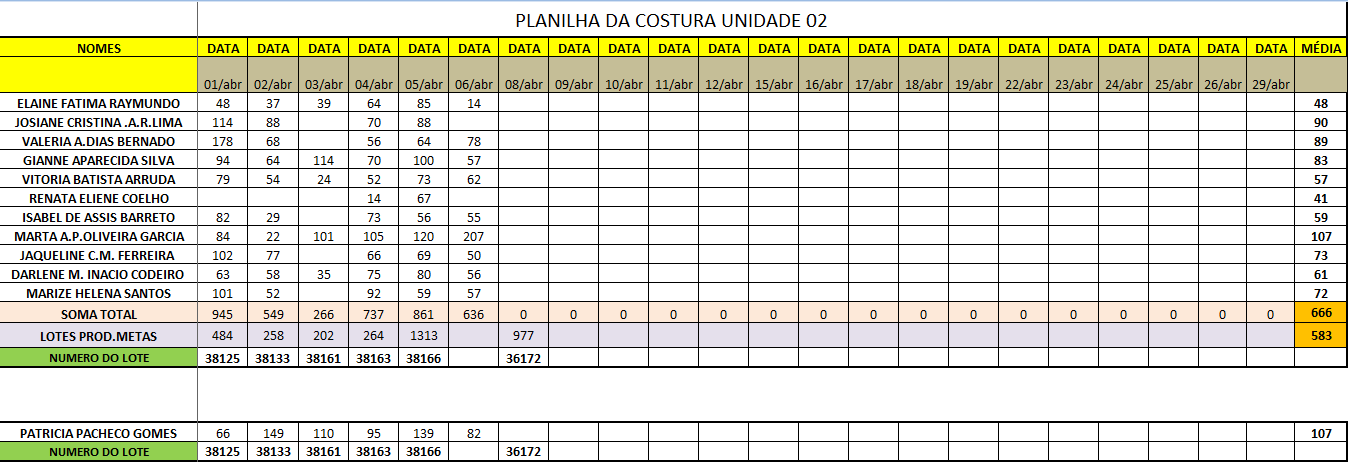 PLANILHA DA COSTURA UNIDADE 02
NOMES DATA DATA DATA DATA DATA DATA DATA DATA DATA DATA DATA DATA DATA DATA DATA DATA DATA DATA DATA DATA DATA DATA MÉDIA
01/abr 02/abr 03/abr 04/abr 05/abr 06/abr 08/abr 09/abr 10/abr 11/abr 12/abr 15/abr 16/abr 17/abr 18/abr 19/abr 22/abr 23/abr 24/abr 25/abr 26/abr 29/abr
ELAINE FATIMA RAYMUNDO 48 37 39 64 85 14 48
JOSIANE CRISTINA .A.R.LIMA 114 88 70 88 90
VALERIA A.DIAS BERNADO 178 68 56 64 78 89
GIANNE APARECIDA SILVA 94 64 114 70 100 57 83
VITORIA BATISTA ARRUDA 79 54 24 52 73 62 57
RENATA ELIENE COELHO 14 67 41
ISABEL DE ASSIS BARRETO 82 29 73 56 55 59
MARTA A.P.OLIVEIRA GARCIA 84 22 101 105 120 207 107
JAQUELINE C.M. FERREIRA 102 77 66 69 50 73
DARLENE M. INACIO CODEIRO 63 58 35 75 80 56 61
MARIZE HELENA SANTOS 101 52 92 59 57 72
SOMA TOTAL 945 549 266 737 861 636 0 0 0 0 0 0 0 0 0 0 0 0 0 0 0 0 666
LOTES PROD.METAS 484 258 202 264 1313 977 583
NUMERO DO LOTE 38125 38133 38161 38163 38166 36172
PATRICIA PACHECO GOMES 66 149 110 95 139 82 107
NUMERO DO LOTE 38125 38133 38161 38163 38166 36172